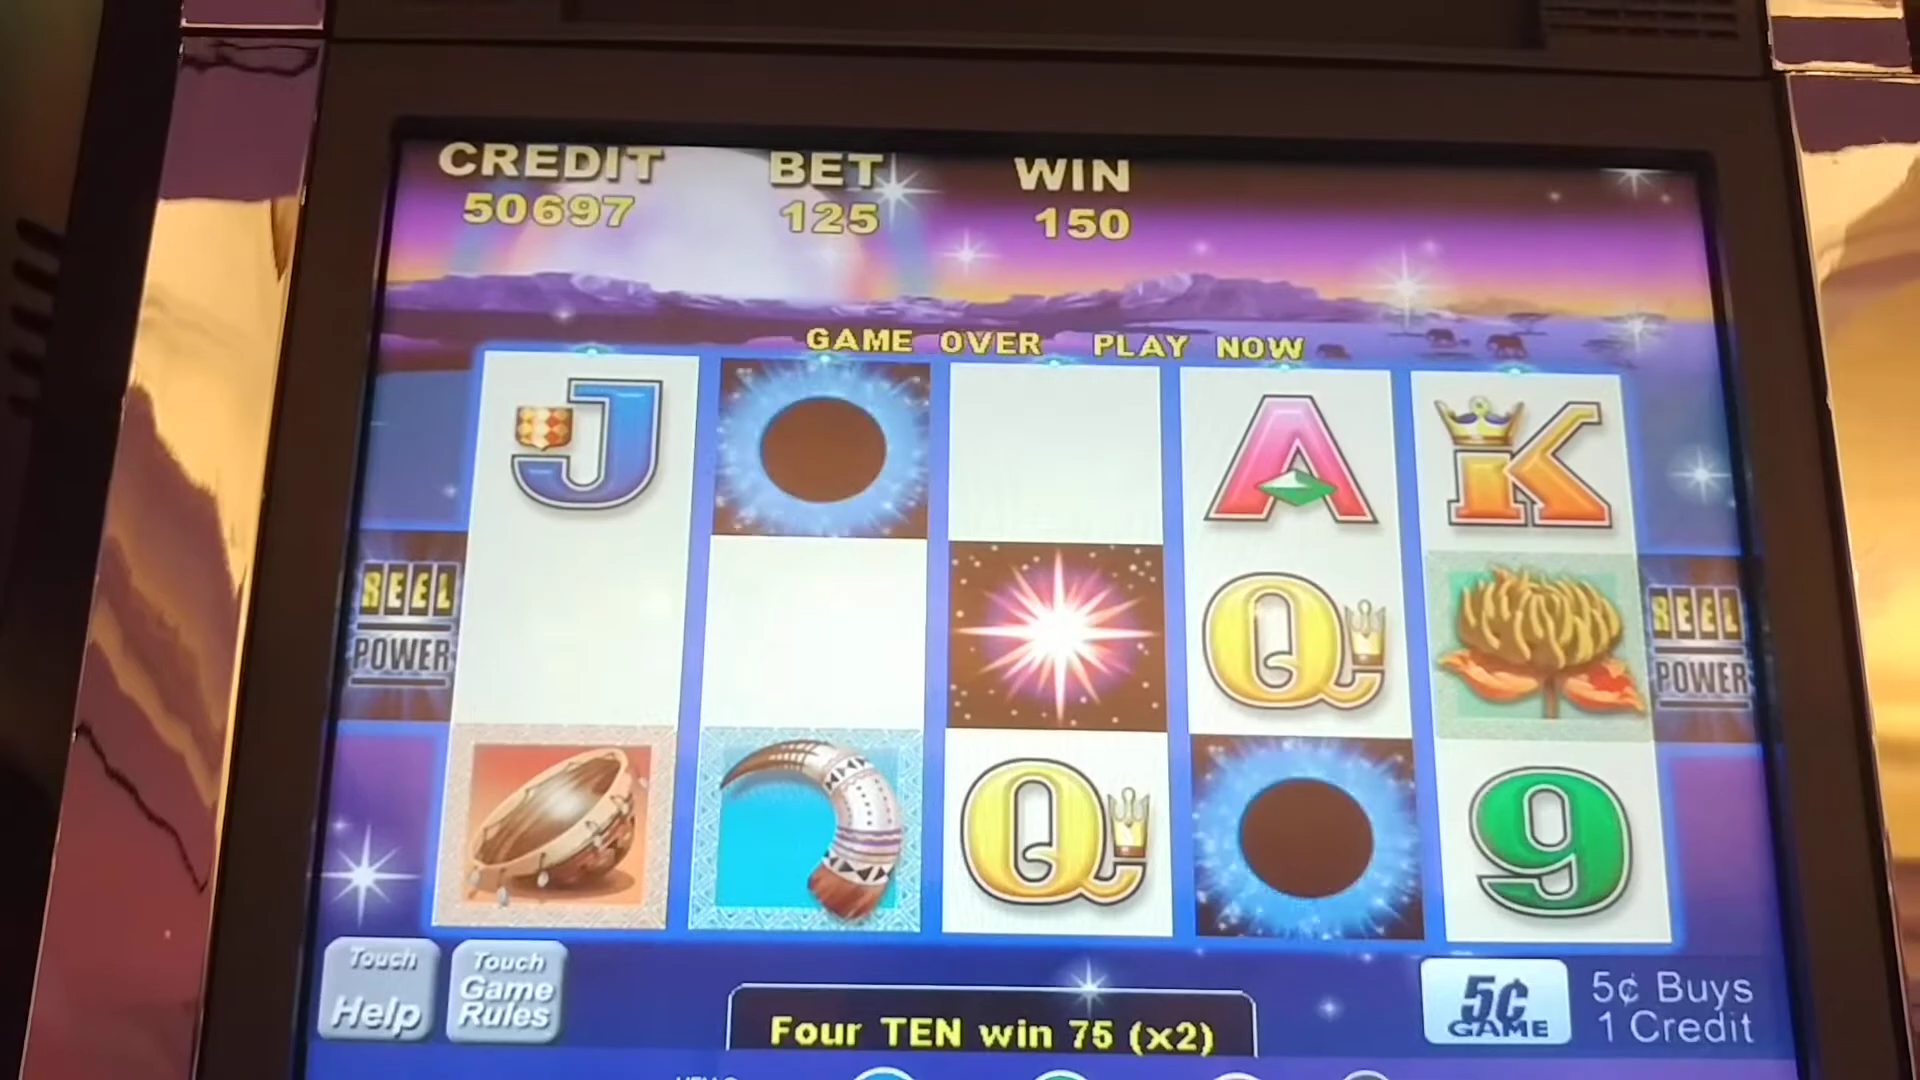 CREDIT BET WIN
50697 125 150
GAME OVER PLAY NOW
J A K
REEL POWER
Q
REEL POWER
Q 9
Touch Help
Touch Game Rules
Four TEN win 75 (x2)
5¢ GAME
5¢ Buys
1 Credit